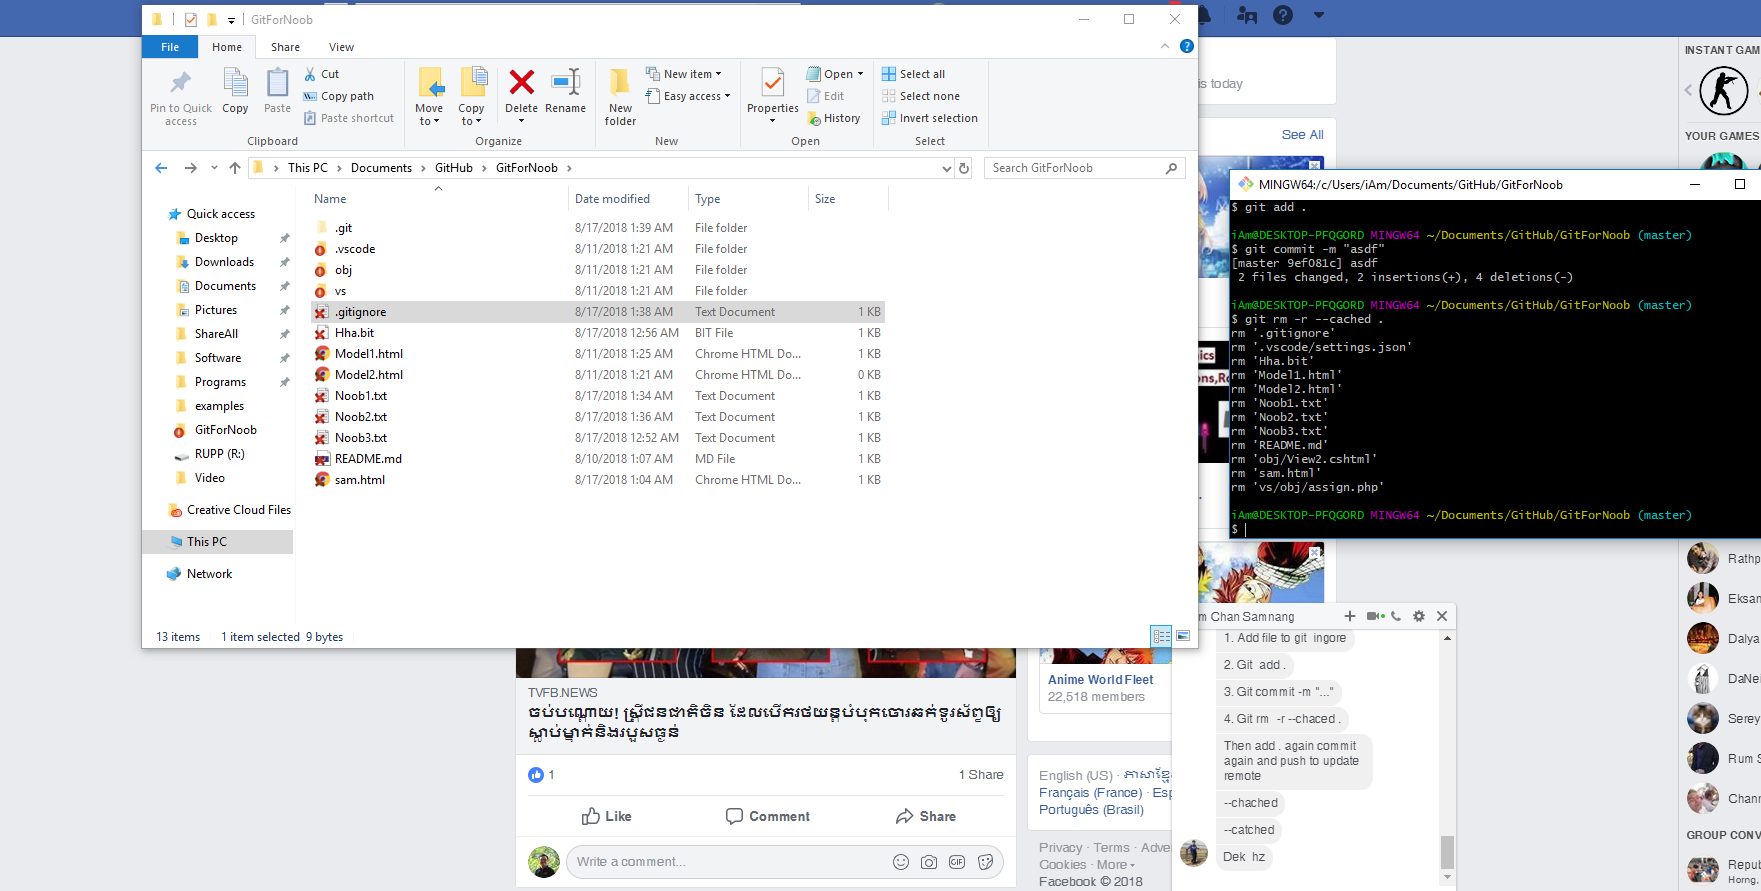 GitForNoob
File
Home
Share
View
Pin to Quick
access
Copy
Paste
Cut
Copy path
Paste shortcut
Clipboard
Move
to
Copy
to
Delete
Rename
Organize
New
folder
New item
Easy access
New
Properties
Open
Edit
History
Open
Select all
Select none
Invert selection
Select
This PC
Documents
GitHub
GitForNoob
Search GitForNoob
Name
Date modified
Type
Size
Quick access
Desktop
Downloads
Documents
Pictures
ShareAll
Software
Programs
examples
GitForNoob
RUPP (R:)
Video
Creative Cloud Files
This PC
Network
.git 8/17/2018 1:39 AM File folder
.vscode 8/11/2018 1:21 AM File folder
obj 8/11/2018 1:21 AM File folder
vs 8/11/2018 1:21 AM File folder
.gitignore 8/17/2018 1:38 AM Text Document 1 KB
Hha.bit 8/17/2018 12:56 AM BIT File 1 KB
Model1.html 8/11/2018 1:25 AM Chrome HTML Do... 1 KB
Model2.html 8/11/2018 1:21 AM Chrome HTML Do... 0 KB
Noob1.txt 8/17/2018 1:34 AM Text Document 1 KB
Noob2.txt 8/17/2018 1:36 AM Text Document 1 KB
Noob3.txt 8/17/2018 12:52 AM Text Document 1 KB
README.md 8/10/2018 1:07 AM MD File 1 KB
sam.html 8/17/2018 1:04 AM Chrome HTML Do... 1 KB
13 items 1 item selected 9 bytes
is today
See All
INSTANT GAM
YOUR GAMES
MINGW64:/c/Users/iAm/Documents/GitHub/GitForNoob
$ git add .
iAm@DESKTOP-PFQGORD MINGW64 ~/Documents/GitHub/GitForNoob (master)
$ git commit -m "asdf"
[master 9ef081c] asdf
2 files changed, 2 insertions(+), 4 deletions(-)
iAm@DESKTOP-PFQGORD MINGW64 ~/Documents/GitHub/GitForNoob (master)
$ git rm -r --cached .
rm '.gitignore'
rm '.vscode/settings.json'
rm 'Hha.bit'
rm 'Model1.html'
rm 'Model2.html'
rm 'Noob1.txt'
rm 'Noob2.txt'
rm 'Noob3.txt'
rm 'README.md'
rm 'obj/View2.cshtml'
rm 'sam.html'
rm 'vs/obj/assign.php'
iAm@DESKTOP-PFQGORD MINGW64 ~/Documents/GitHub/GitForNoob (master)
$
m Chan Samnang
1. Add file to git ingore
2. Git add .
3. Git commit -m "..."
4. Git rm -r --chaced .
Then add . again commit
again and push to update
remote
--chached
--catched
Dek hz
TVFB.NEWS
ចប់បណ្តោយ! ស្ត្រីជនជាតិចិន ដែលបើករថយន្តបំបុកចោរឆក់ទូរស័ព្ទឲ្យ
ស្លាប់ម្នាក់និងរបួសធ្ងន់
1
1 Share
Like
Comment
Share
Write a comment...
GIF
Anime World Fleet
22,518 members
English (US) · ភាសាខ្មែ
Français (France) · Esp
Português (Brasil)
Privacy · Terms · Adve
Cookies · More
Facebook © 2018
Rathp
Eksan
Dalya
DaNei
Serey
Rum S
Chann
GROUP CONV
Repub
Horng,